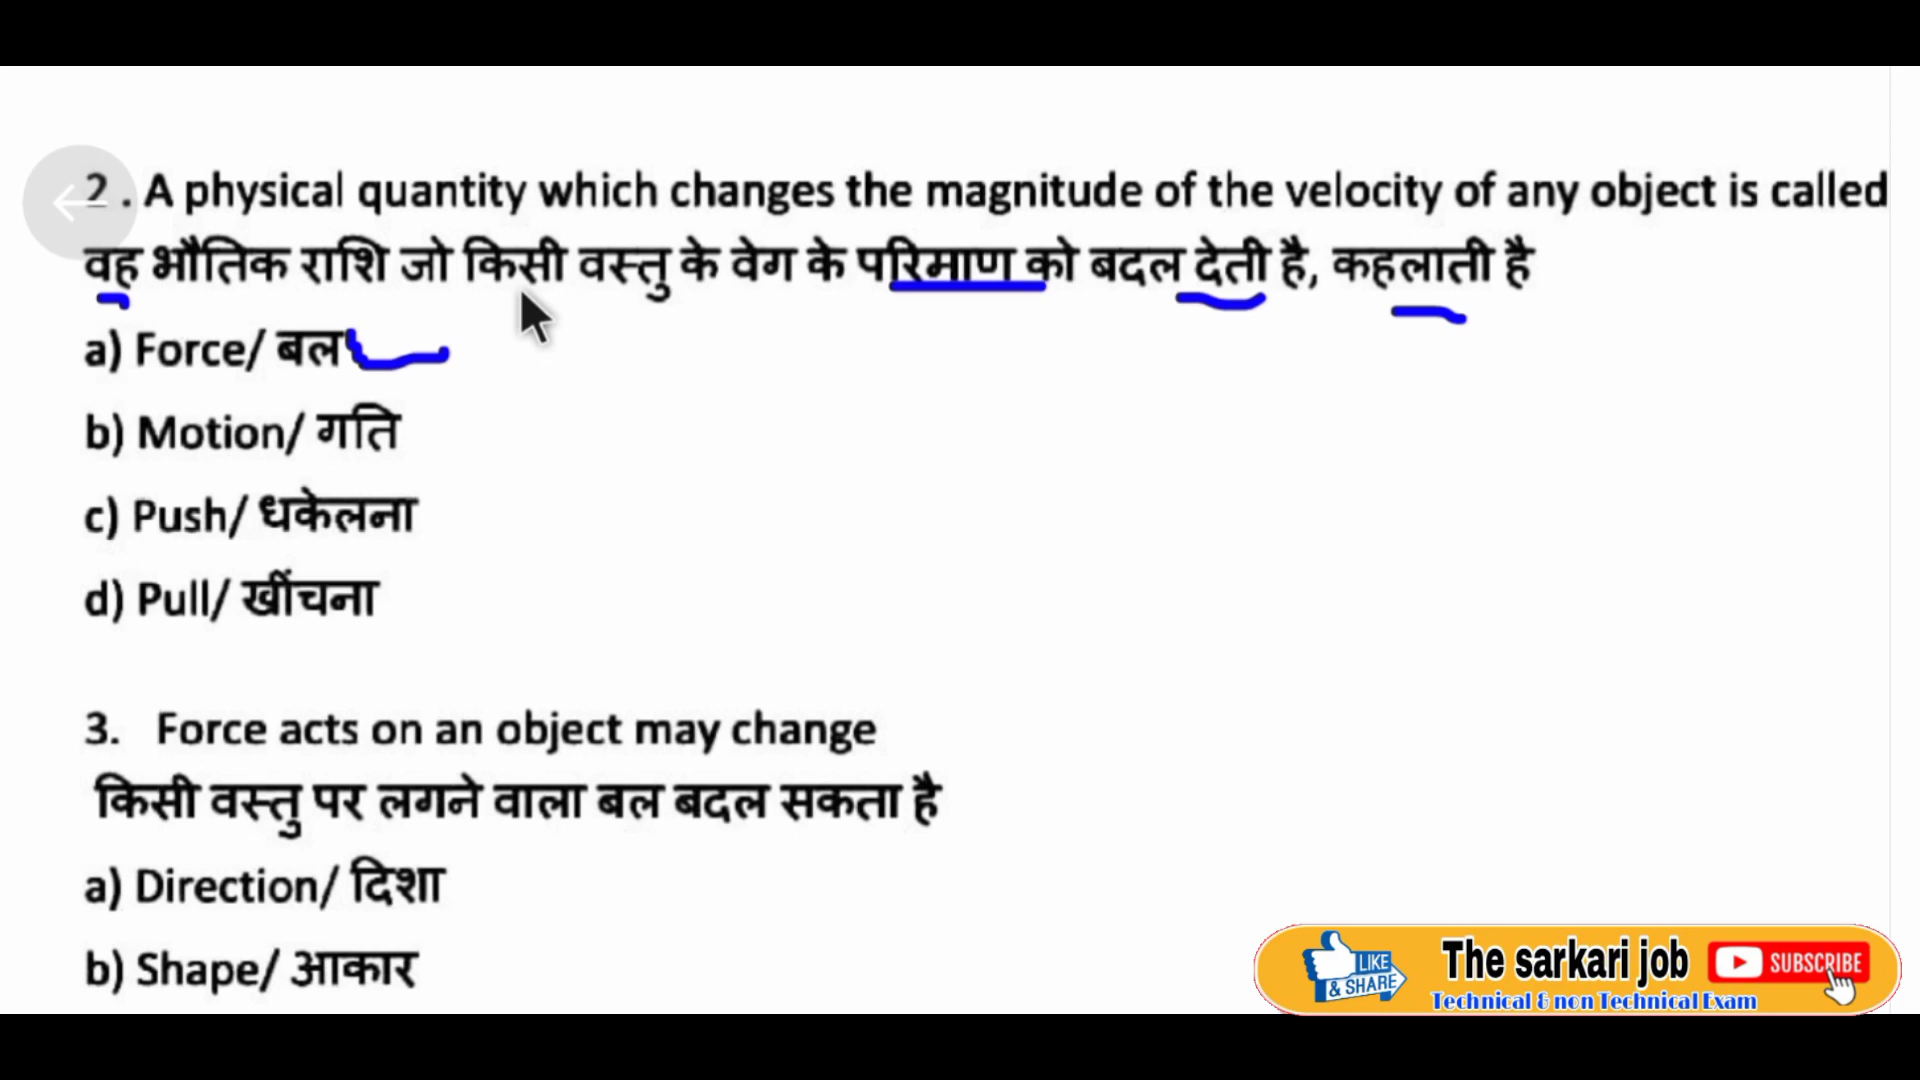 2 . A physical quantity which changes the magnitude of the velocity of any object is called
वह भौतिक राशि जो किसी वस्तु के वेग के परिमाण को बदल देती है, कहलाती है
a) Force/ बल
b) Motion/ गति
c) Push/ धकेलना
d) Pull/ खींचना
3. Force acts on an object may change
किसी वस्तु पर लगने वाला बल बदल सकता है
a) Direction/ दिशा
b) Shape/ आकार
LIKE
& SHARE
The sarkari job
SUBSCRIBE
Technical & non Technical Exam